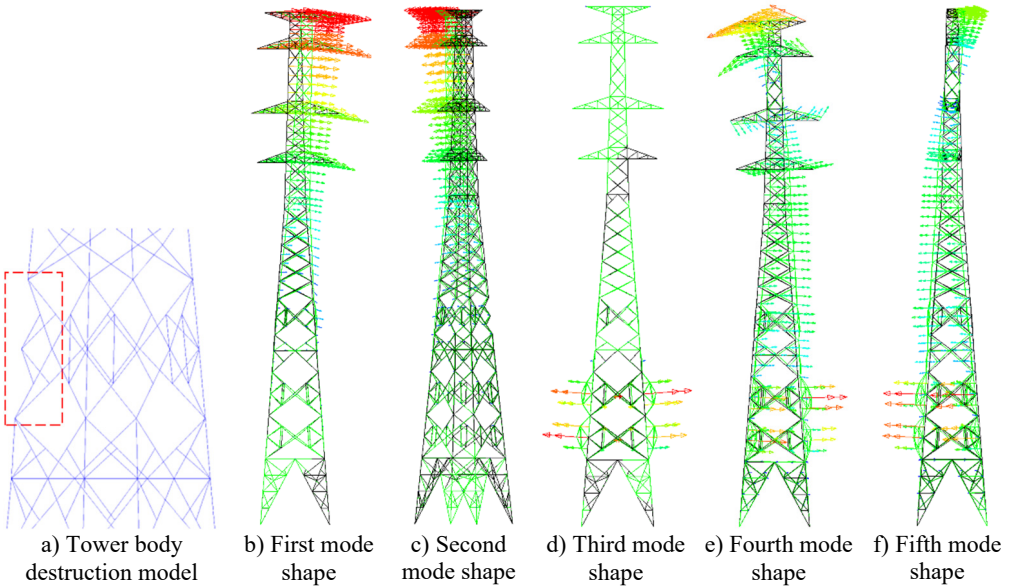 a) Tower body
destruction model
b) First mode
shape
c) Second
mode shape
d) Third mode
shape
e) Fourth mode
shape
f) Fifth mode
shape